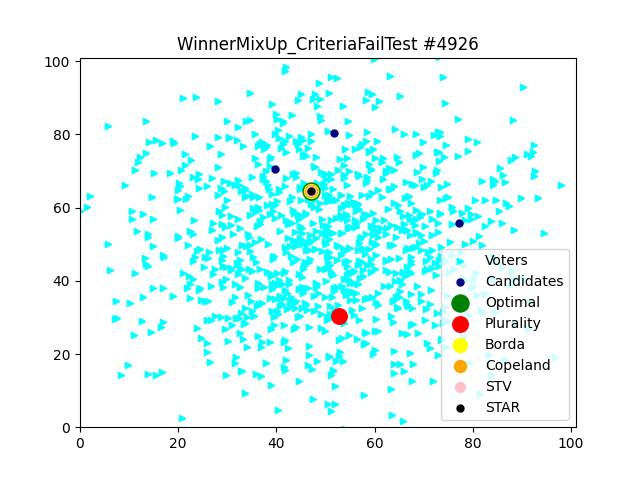 WinnerMixUp_CriteriaFailTest #4926
100
80
60
40
20
0
0 20 40 60 80 100
Voters
Candidates
Optimal
Plurality
Borda
Copeland
STV
STAR